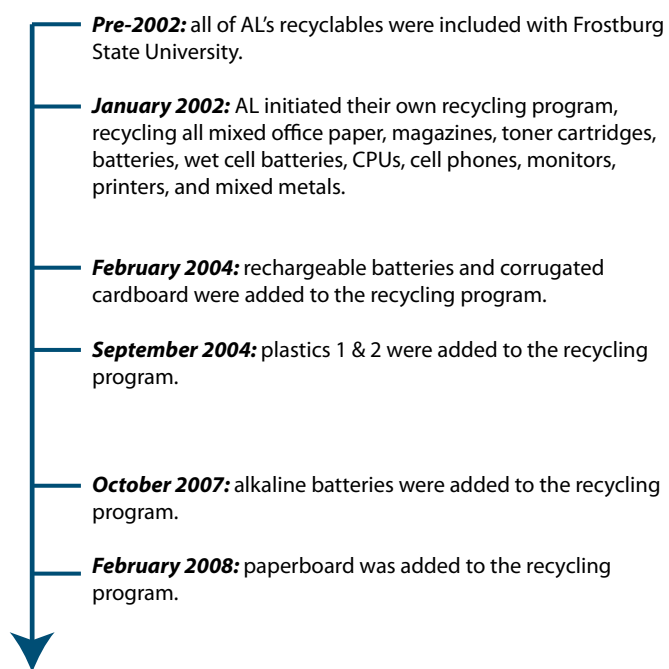 Pre-2002: all of AL’s recyclables were included with Frostburg
State University.
January 2002: AL initiated their own recycling program,
recycling all mixed office paper, magazines, toner cartridges,
batteries, wet cell batteries, CPUs, cell phones, monitors,
printers, and mixed metals.
February 2004: rechargeable batteries and corrugated
cardboard were added to the recycling program.
September 2004: plastics 1 & 2 were added to the recycling
program.
October 2007: alkaline batteries were added to the recycling
program.
February 2008: paperboard was added to the recycling
program.